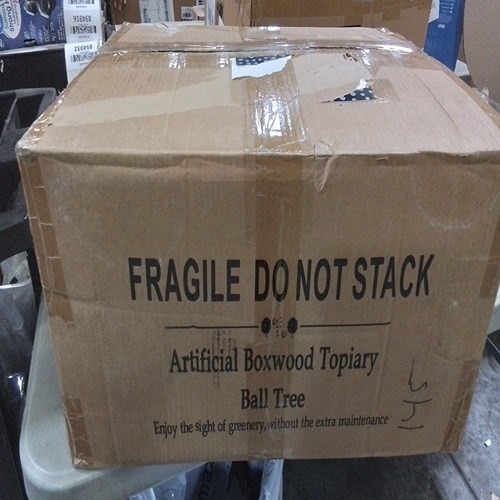 FRAGILE DO NOT STACK
Artificial Boxwood Topiary
Ball Tree
Enjoy the sight of greenery,without the extra maintenance